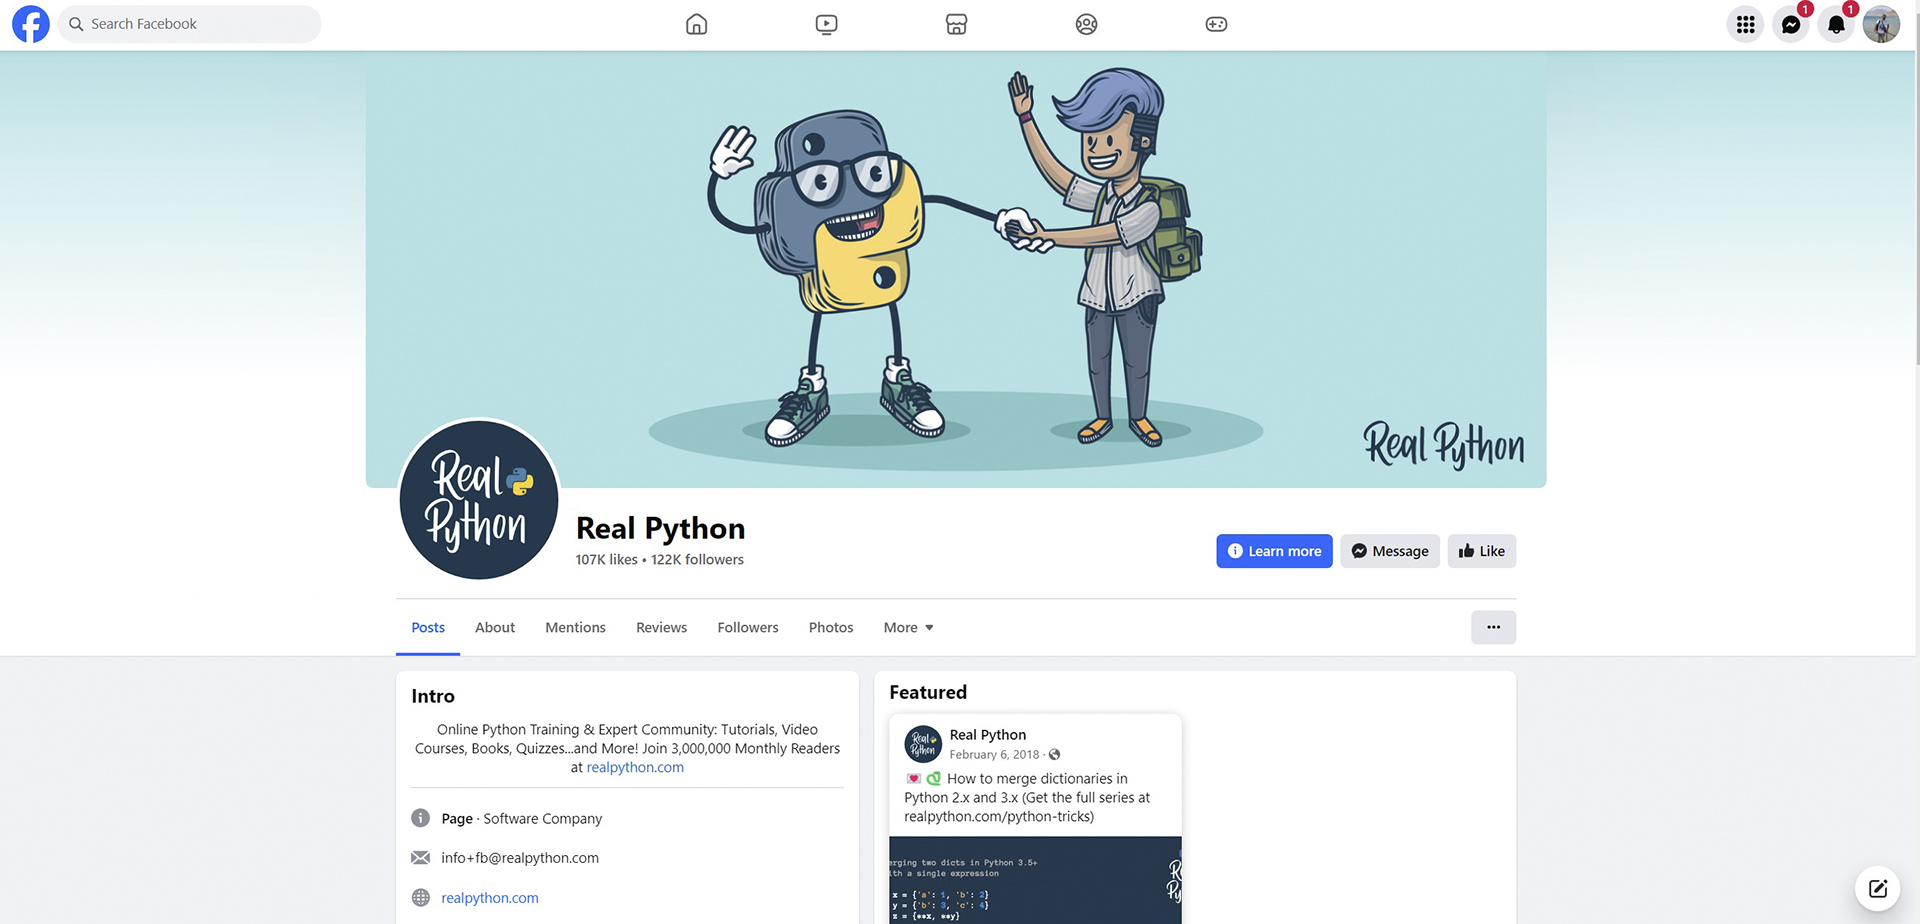 Search Facebook
1
1
Real Python
Real
Python
Real Python
107K likes • 122K followers
Learn more
Message
Like
Posts
About
Mentions
Reviews
Followers
Photos
More
Intro
Online Python Training & Expert Community: Tutorials, Video
Courses, Books, Quizzes...and More! Join 3,000,000 Monthly Readers
at realpython.com
Page · Software Company
info+fb@realpython.com
realpython.com
Featured
Real
Python
Real Python
February 6, 2018 ·
How to merge dictionaries in
Python 2.x and 3.x (Get the full series at
realpython.com/python-tricks)
erging two dicts in Python 3.5+
ith a single expression
x = {'a': 1, 'b': 2}
y = {'b': 3, 'c': 4}
z = {**x, **y}
R
Py